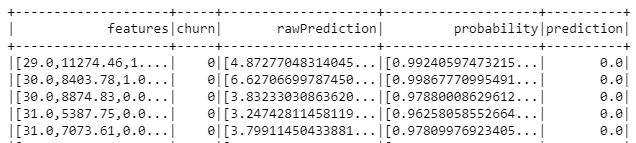 +--------------------+-----+--------------------+--------------------+----------+
|            features|churn|       rawPrediction|         probability|prediction|
+--------------------+-----+--------------------+--------------------+----------+
|[29.0,11274.46,1....|    0|[4.87277048314045...|[0.99240597473215...|       0.0|
|[30.0,8403.78,1.0...|    0|[6.62706699787450...|[0.99867770995491...|       0.0|
|[30.0,8874.83,0.0...|    0|[3.83233030863620...|[0.97880008629612...|       0.0|
|[31.0,5387.75,0.0...|    0|[3.24742811458119...|[0.96258058552664...|       0.0|
|[31.0,7073.61,0.0...|    0|[3.79911450433881...|[0.97809976923405...|       0.0|